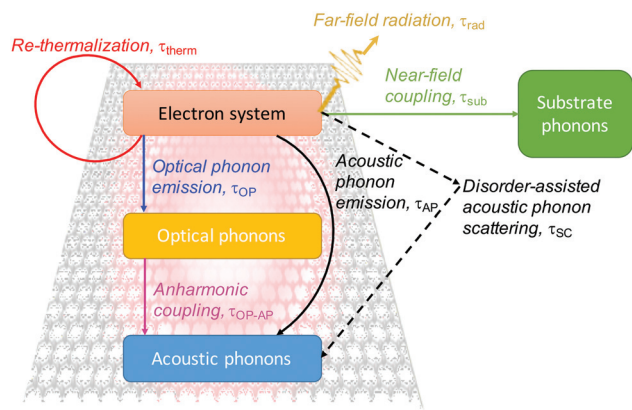 Far-field radiation, τrad
Re-thermalization, τtherm
Near-field
coupling, τsub
Substrate
phonons
Electron system
Optical phonon
emission, τOP
Acoustic
phonon
emission, τAP
Disorder-assisted
acoustic phonon
scattering, τSC
Optical phonons
Anharmonic
coupling, τOP-AP
Acoustic phonons